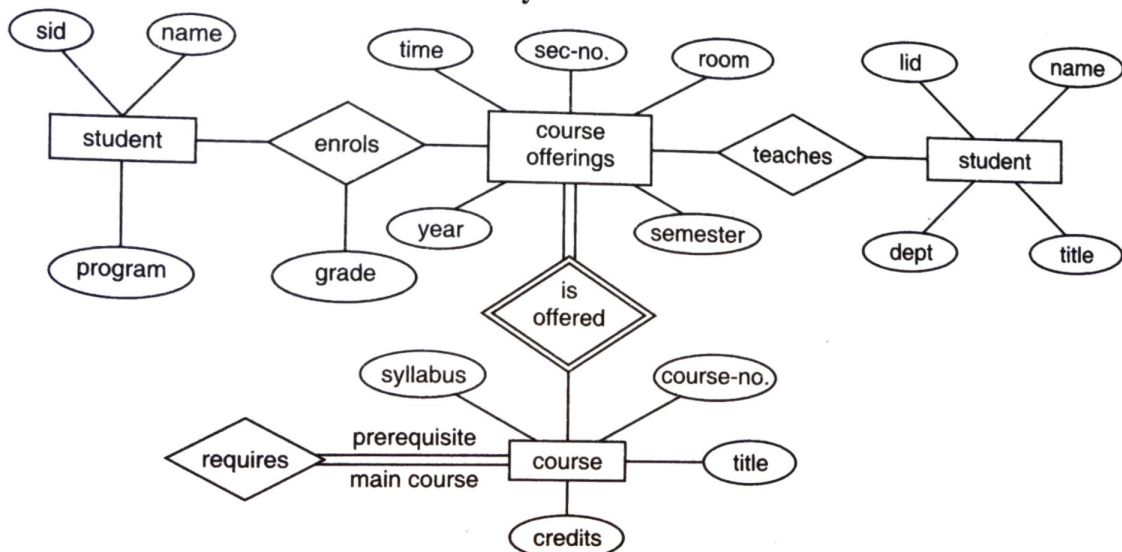 sid
name
time
sec-no.
room
lid
name
student
enrols
course
offerings
teaches
student
program
grade
year
semester
dept
title
is
offered
syllabus
course-no.
requires
prerequisite
main course
course
title
credits